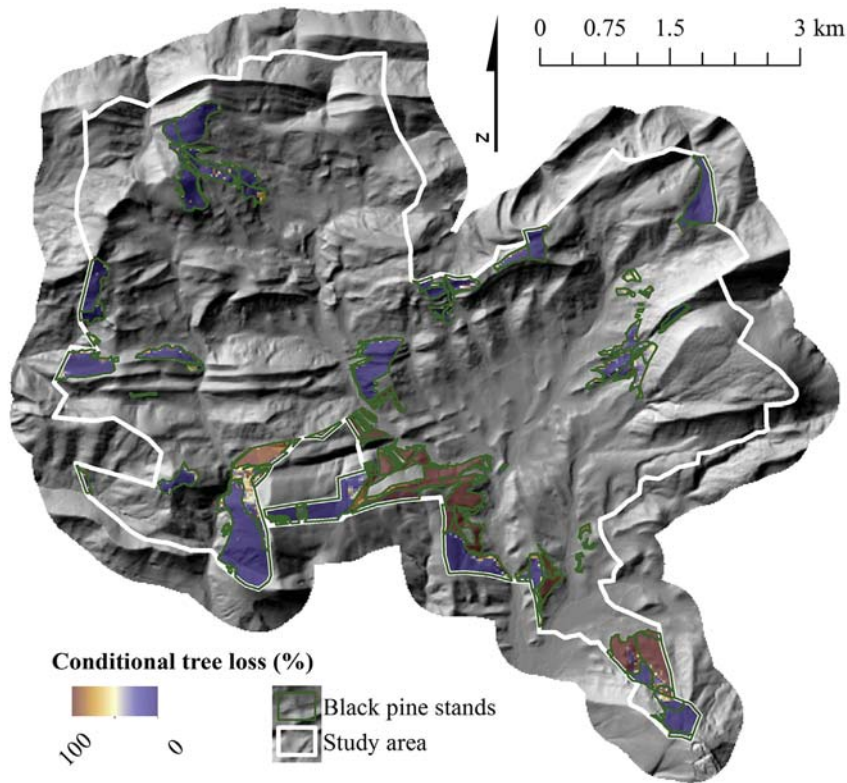 0 0.75 1.5 3 km
N
Conditional tree loss (%)
100 0
Black pine stands
Study area